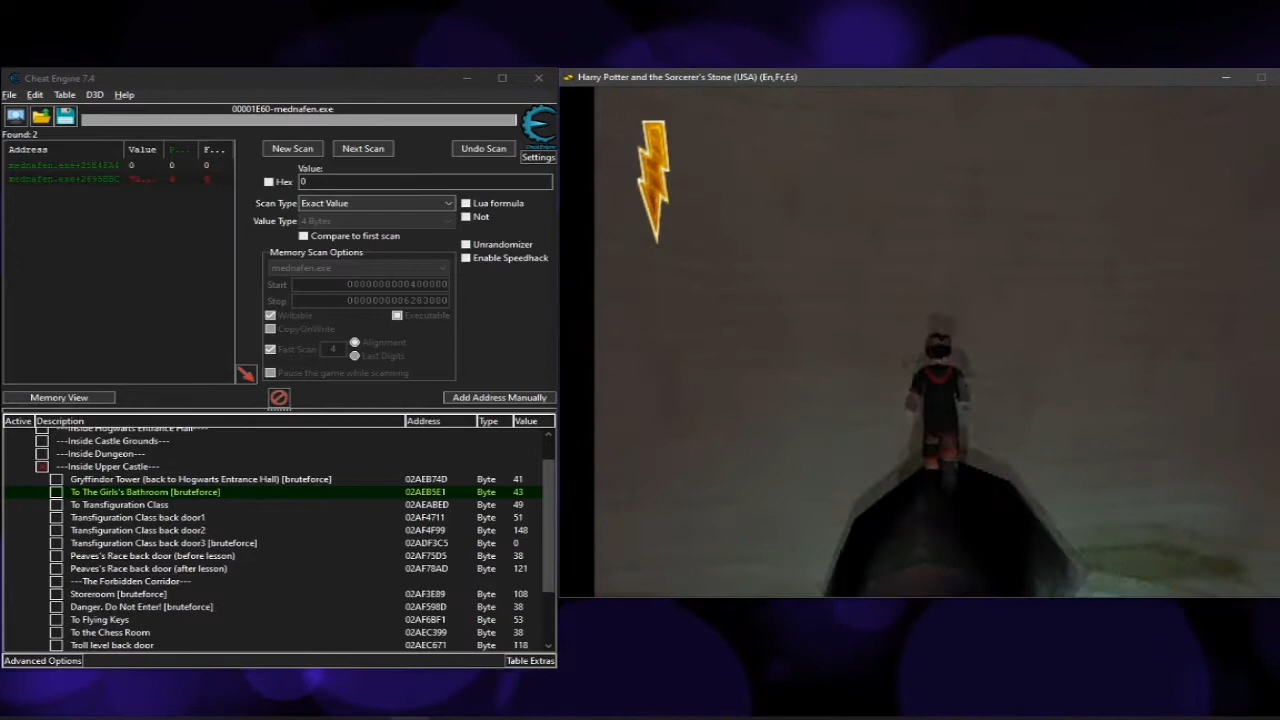 Cheat Engine 7.4
File Edit Table D3D Help
00001E60-mednafen.exe
Found: 2
Address Value P... F...
mednafen.exe+25E4FA4 0 0 0
New Scan Next Scan Undo Scan
Settings
Value:
Hex 0
Scan Type Exact Value
Value Type 4 Bytes
Compare to first scan
Lua formula
Not
Memory Scan Options
mednafen.exe
Start 0000000000400000
Stop 0000000006283000
Writable Executable
CopyOnWrite
Fast Scan 4 Alignment
Last Digits
Pause the game while scanning
Unrandomizer
Enable Speedhack
Memory View
Add Address Manually
Active Description Address Type Value
---Inside Hogwarts Entrance Hall----
---Inside Castle Grounds---
---Inside Dungeon---
---Inside Upper Castle---
Gryffindor Tower (back to Hogwarts Entrance Hall) [bruteforce] 02AEB74D Byte 41
To The Girls's Bathroom [bruteforce] 02AEB5E1 Byte 43
To Transfiguration Class 02AEABED Byte 49
Transfiguration Class back door1 02AF4711 Byte 51
Transfiguration Class back door2 02AF4F99 Byte 148
Transfiguration Class back door3 [bruteforce] 02ADF3C5 Byte 0
Peaves's Race back door (before lesson) 02AF75D5 Byte 38
Peaves's Race back door (after lesson) 02AF78AD Byte 121
---The Forbidden Corridor---
Storeroom [bruteforce] 02AF3E89 Byte 108
Danger. Do Not Enter! [bruteforce] 02AF598D Byte 38
To Flying Keys 02AF6BF1 Byte 53
To the Chess Room 02AEC399 Byte 38
Troll level back door 02AEC671 Byte 118
Advanced Options
Table Extras
Harry Potter and the Sorcerer's Stone (USA) (En,Fr,Es)